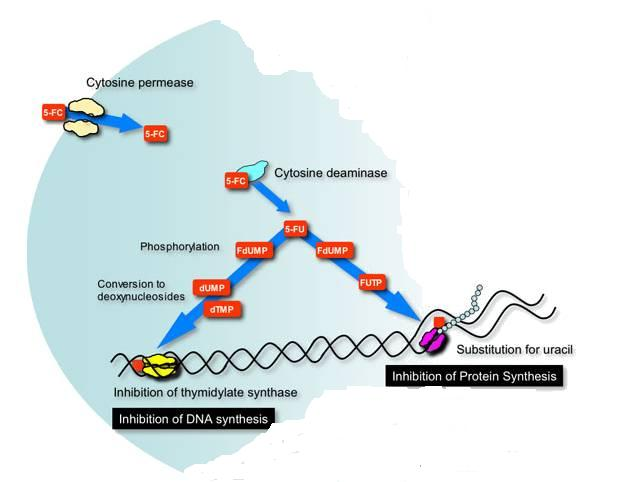 Cytosine permease
5-FC
5-FC
Cytosine deaminase
5-FC
5-FU
Phosphorylation
FdUMP
FdUMP
Conversion to
deoxynucleosides
dUMP
dTMP
FUTP
Substitution for uracil
Inhibition of Protein Synthesis
Inhibition of thymidylate synthase
Inhibition of DNA synthesis